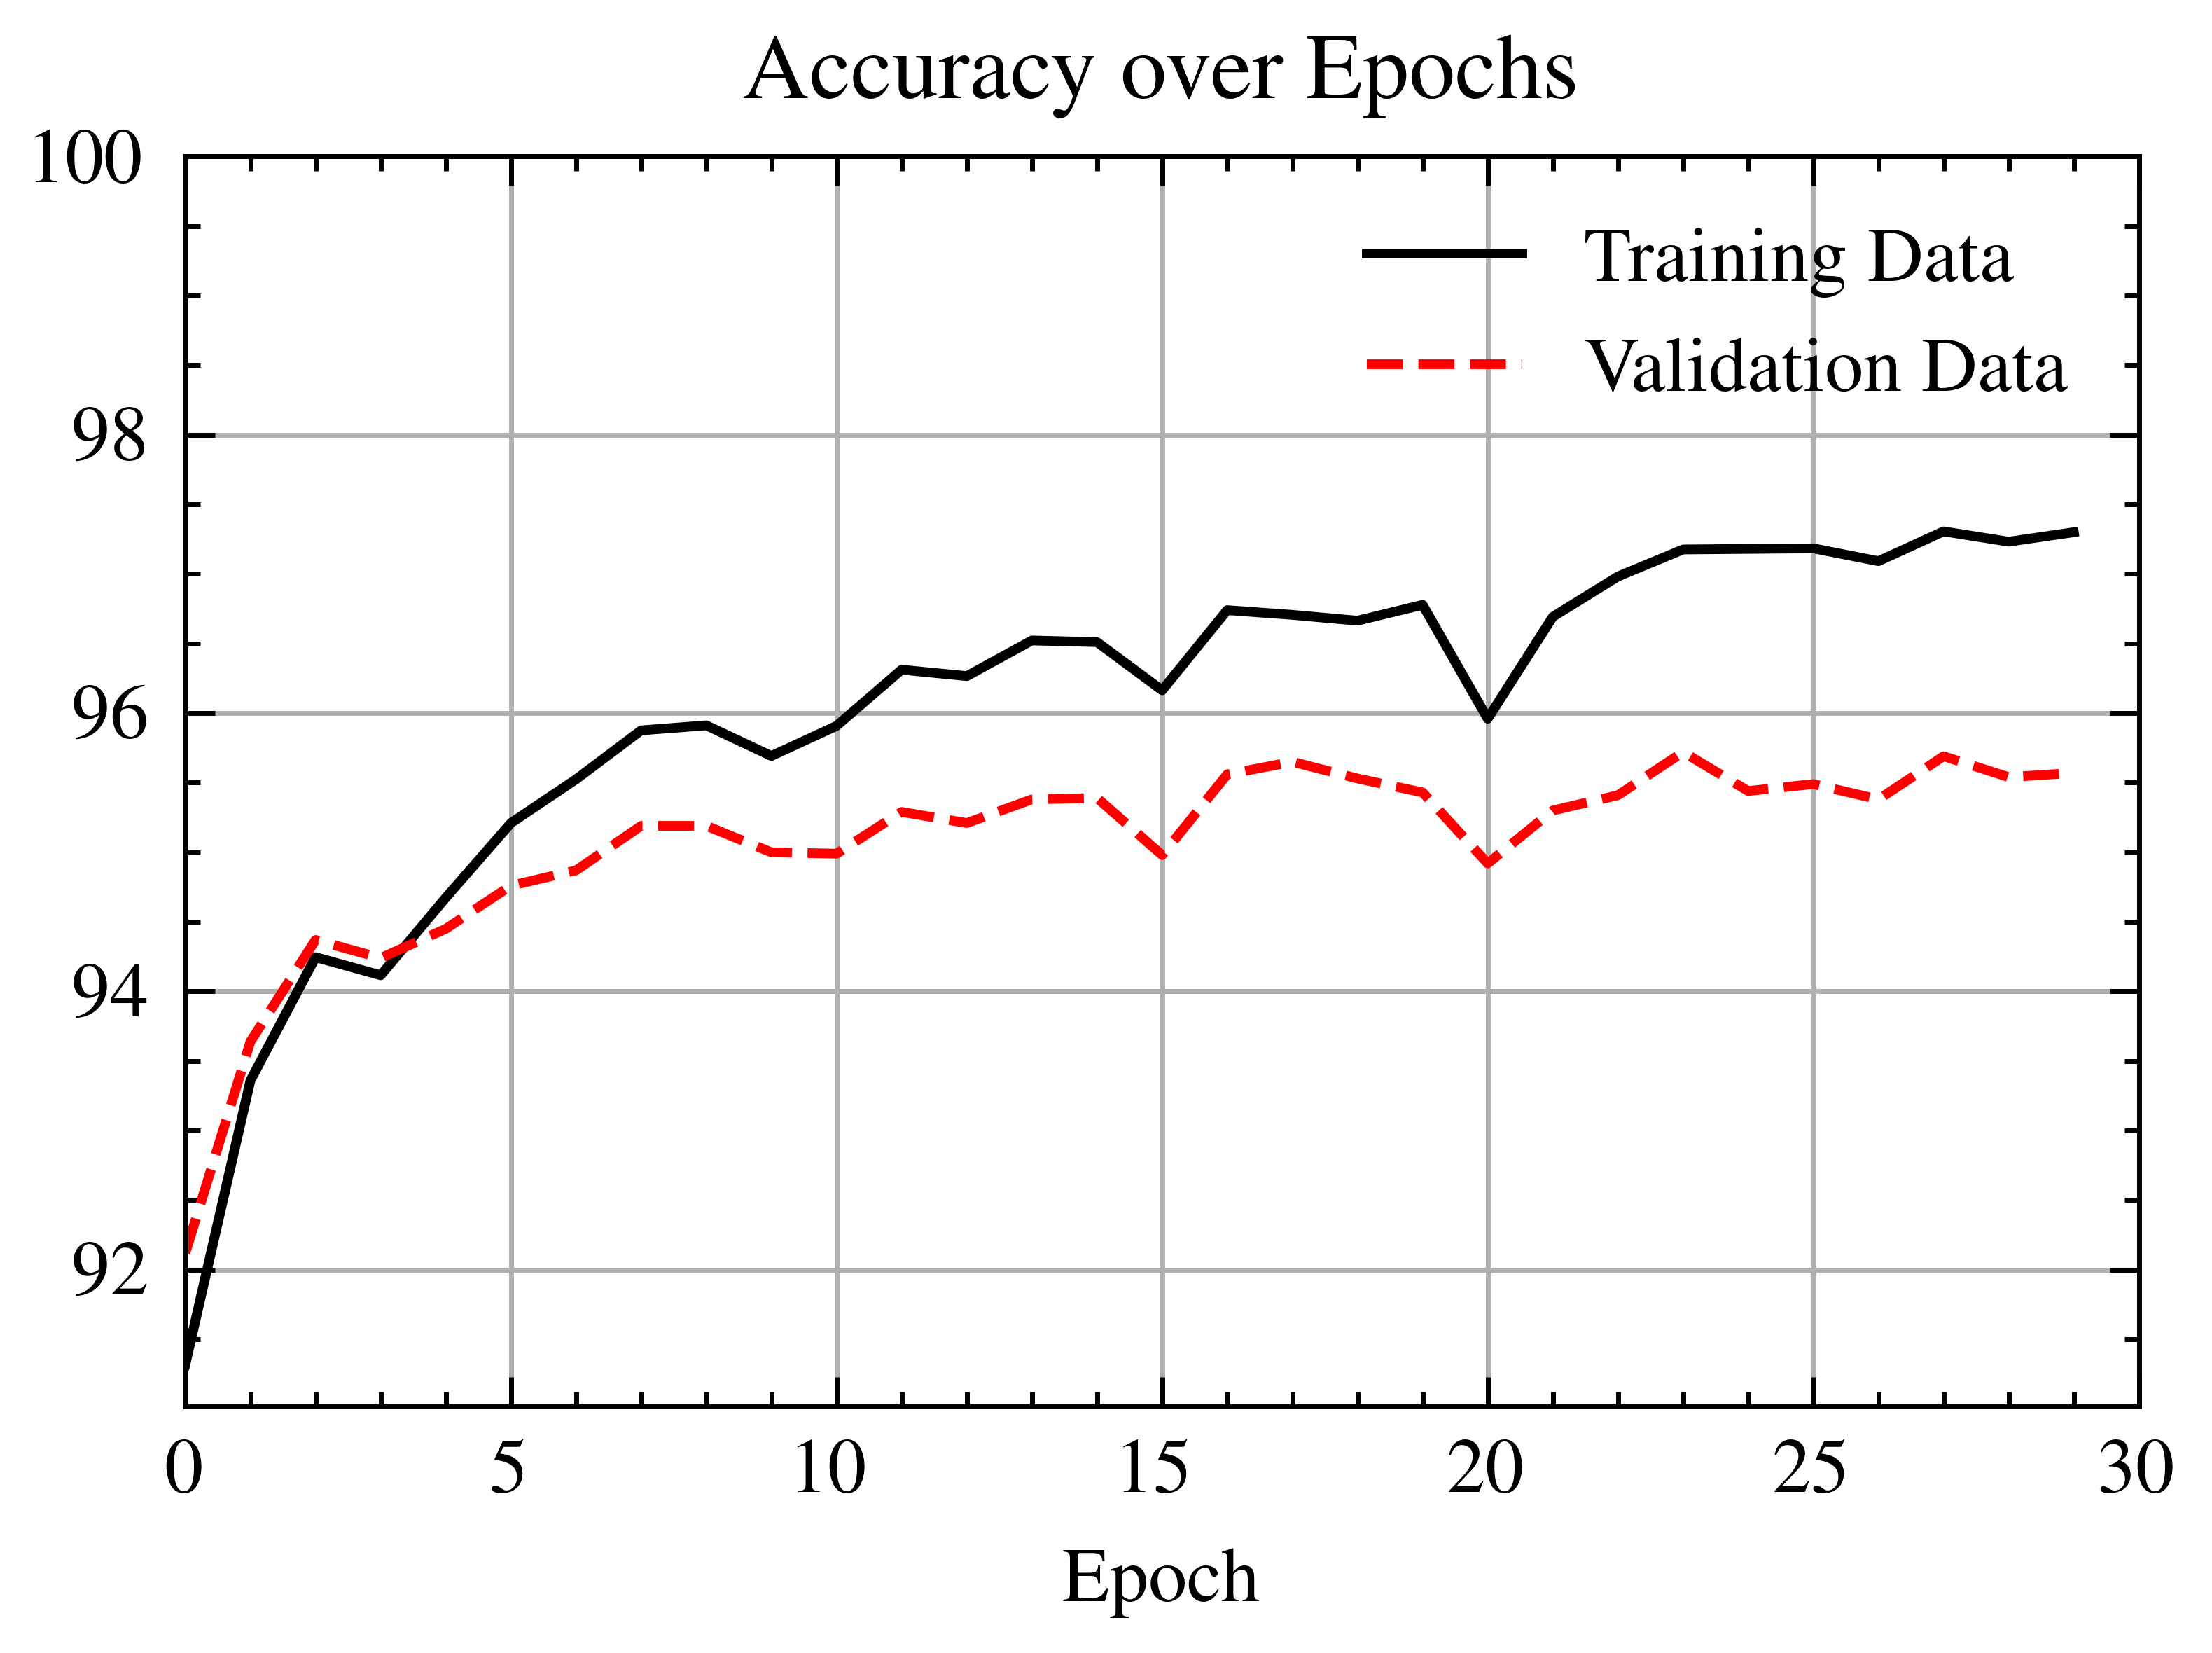 Accuracy over Epochs
100
Training Data
Validation Data
98
96
94
92
0 5 10 15 20 25 30
Epoch